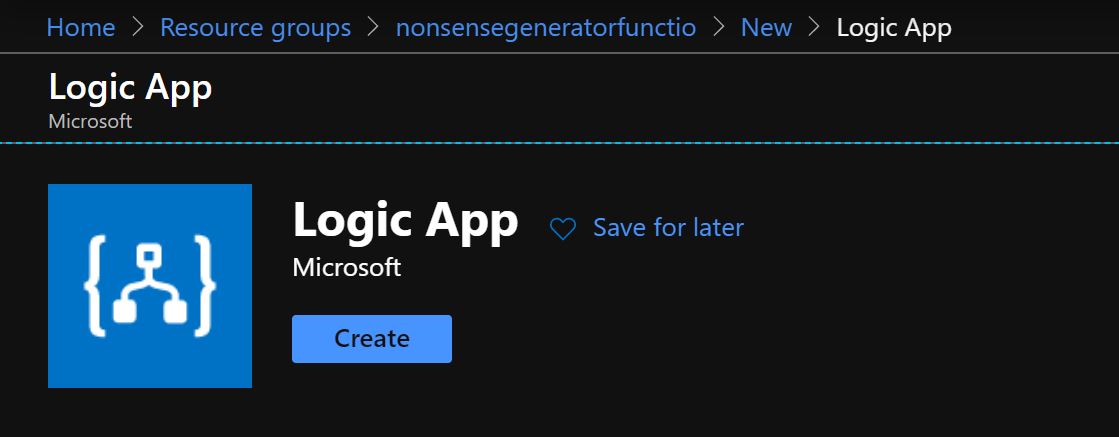 Home > Resource groups > nonsensegeneratorfunctio > New > Logic App
Logic App
Microsoft
Logic App Save for later
Microsoft
Create